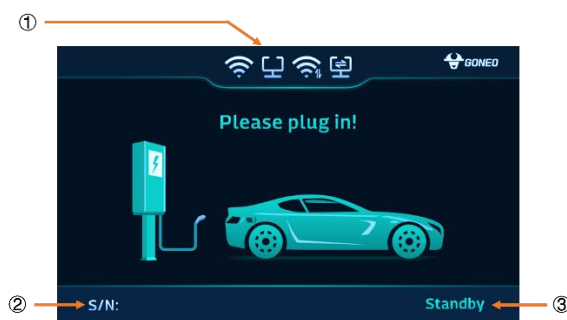 ①
GONEO
Please plug in!
② S/N:
Standby ③